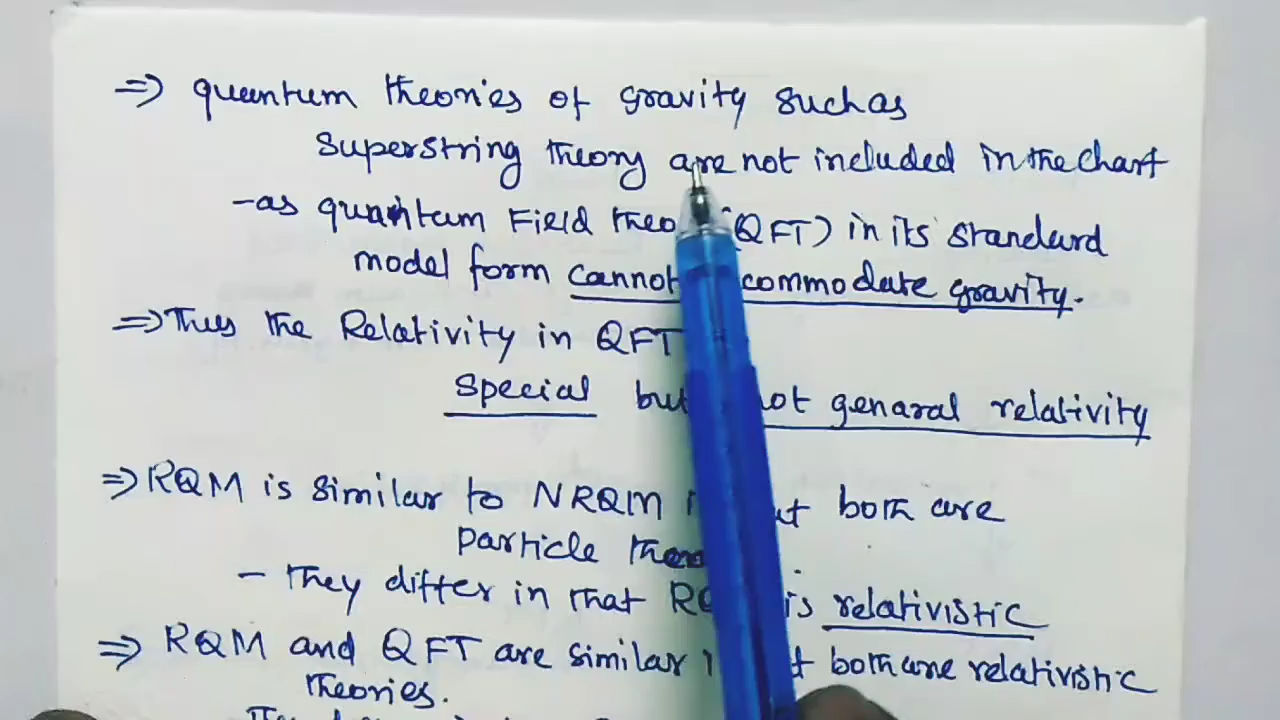 ⇒ quantum theories of gravity such as
superstring theory are not included in the chart
- as quantum Field theo (QFT) in its standard
model form cannot commodate gravity.
⇒ Thus the Relativity in QFT
special but not genaral relativity
⇒ RQM is similar to NRQM both are
particle theo
- They differ in that is relativistic
⇒ RQM and QFT are similar both are relativistic
theories.